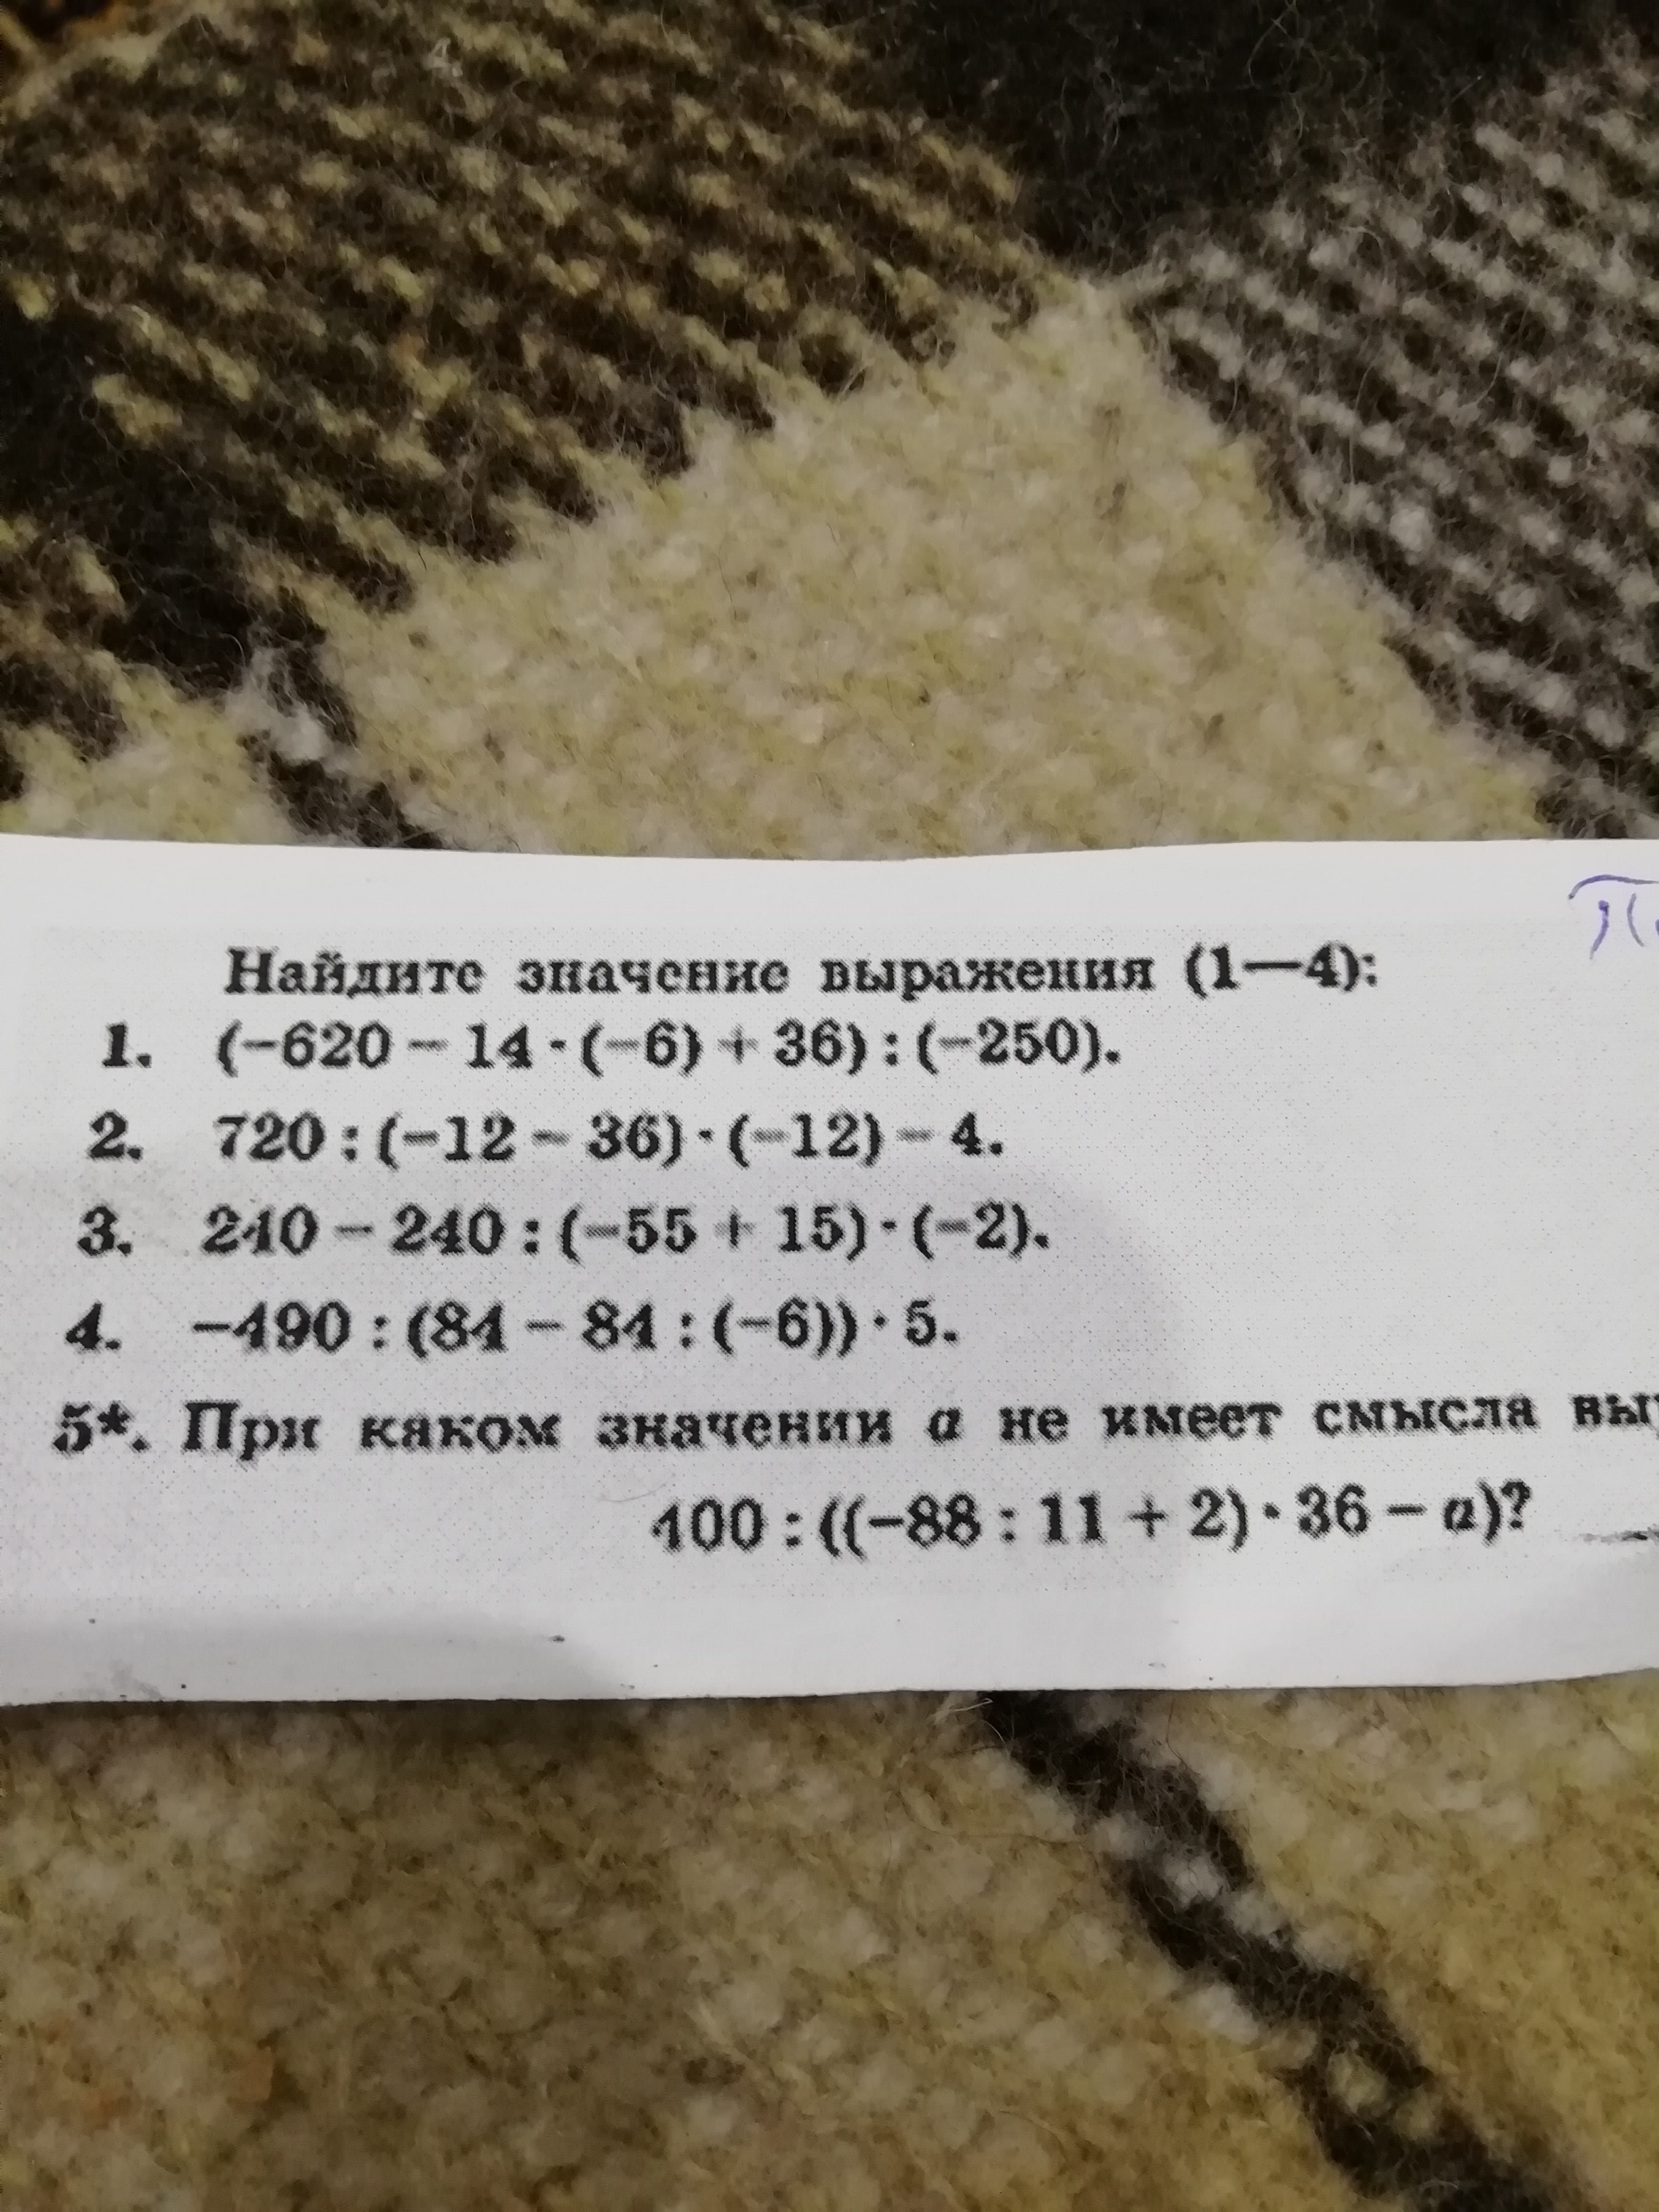 Найдите значение выражения (1—4):
1. (−620 − 14 · (−6) + 36) : (−250).
2. 720 : (−12 − 36) · (−12) − 4.
3. 240 − 240 : (−55 + 15) · (−2).
4. −490 : (84 − 84 : (−6)) · 5.
5*. При каком значении a не имеет смысла
400 : ((−88 : 11 + 2) · 36 − a)?